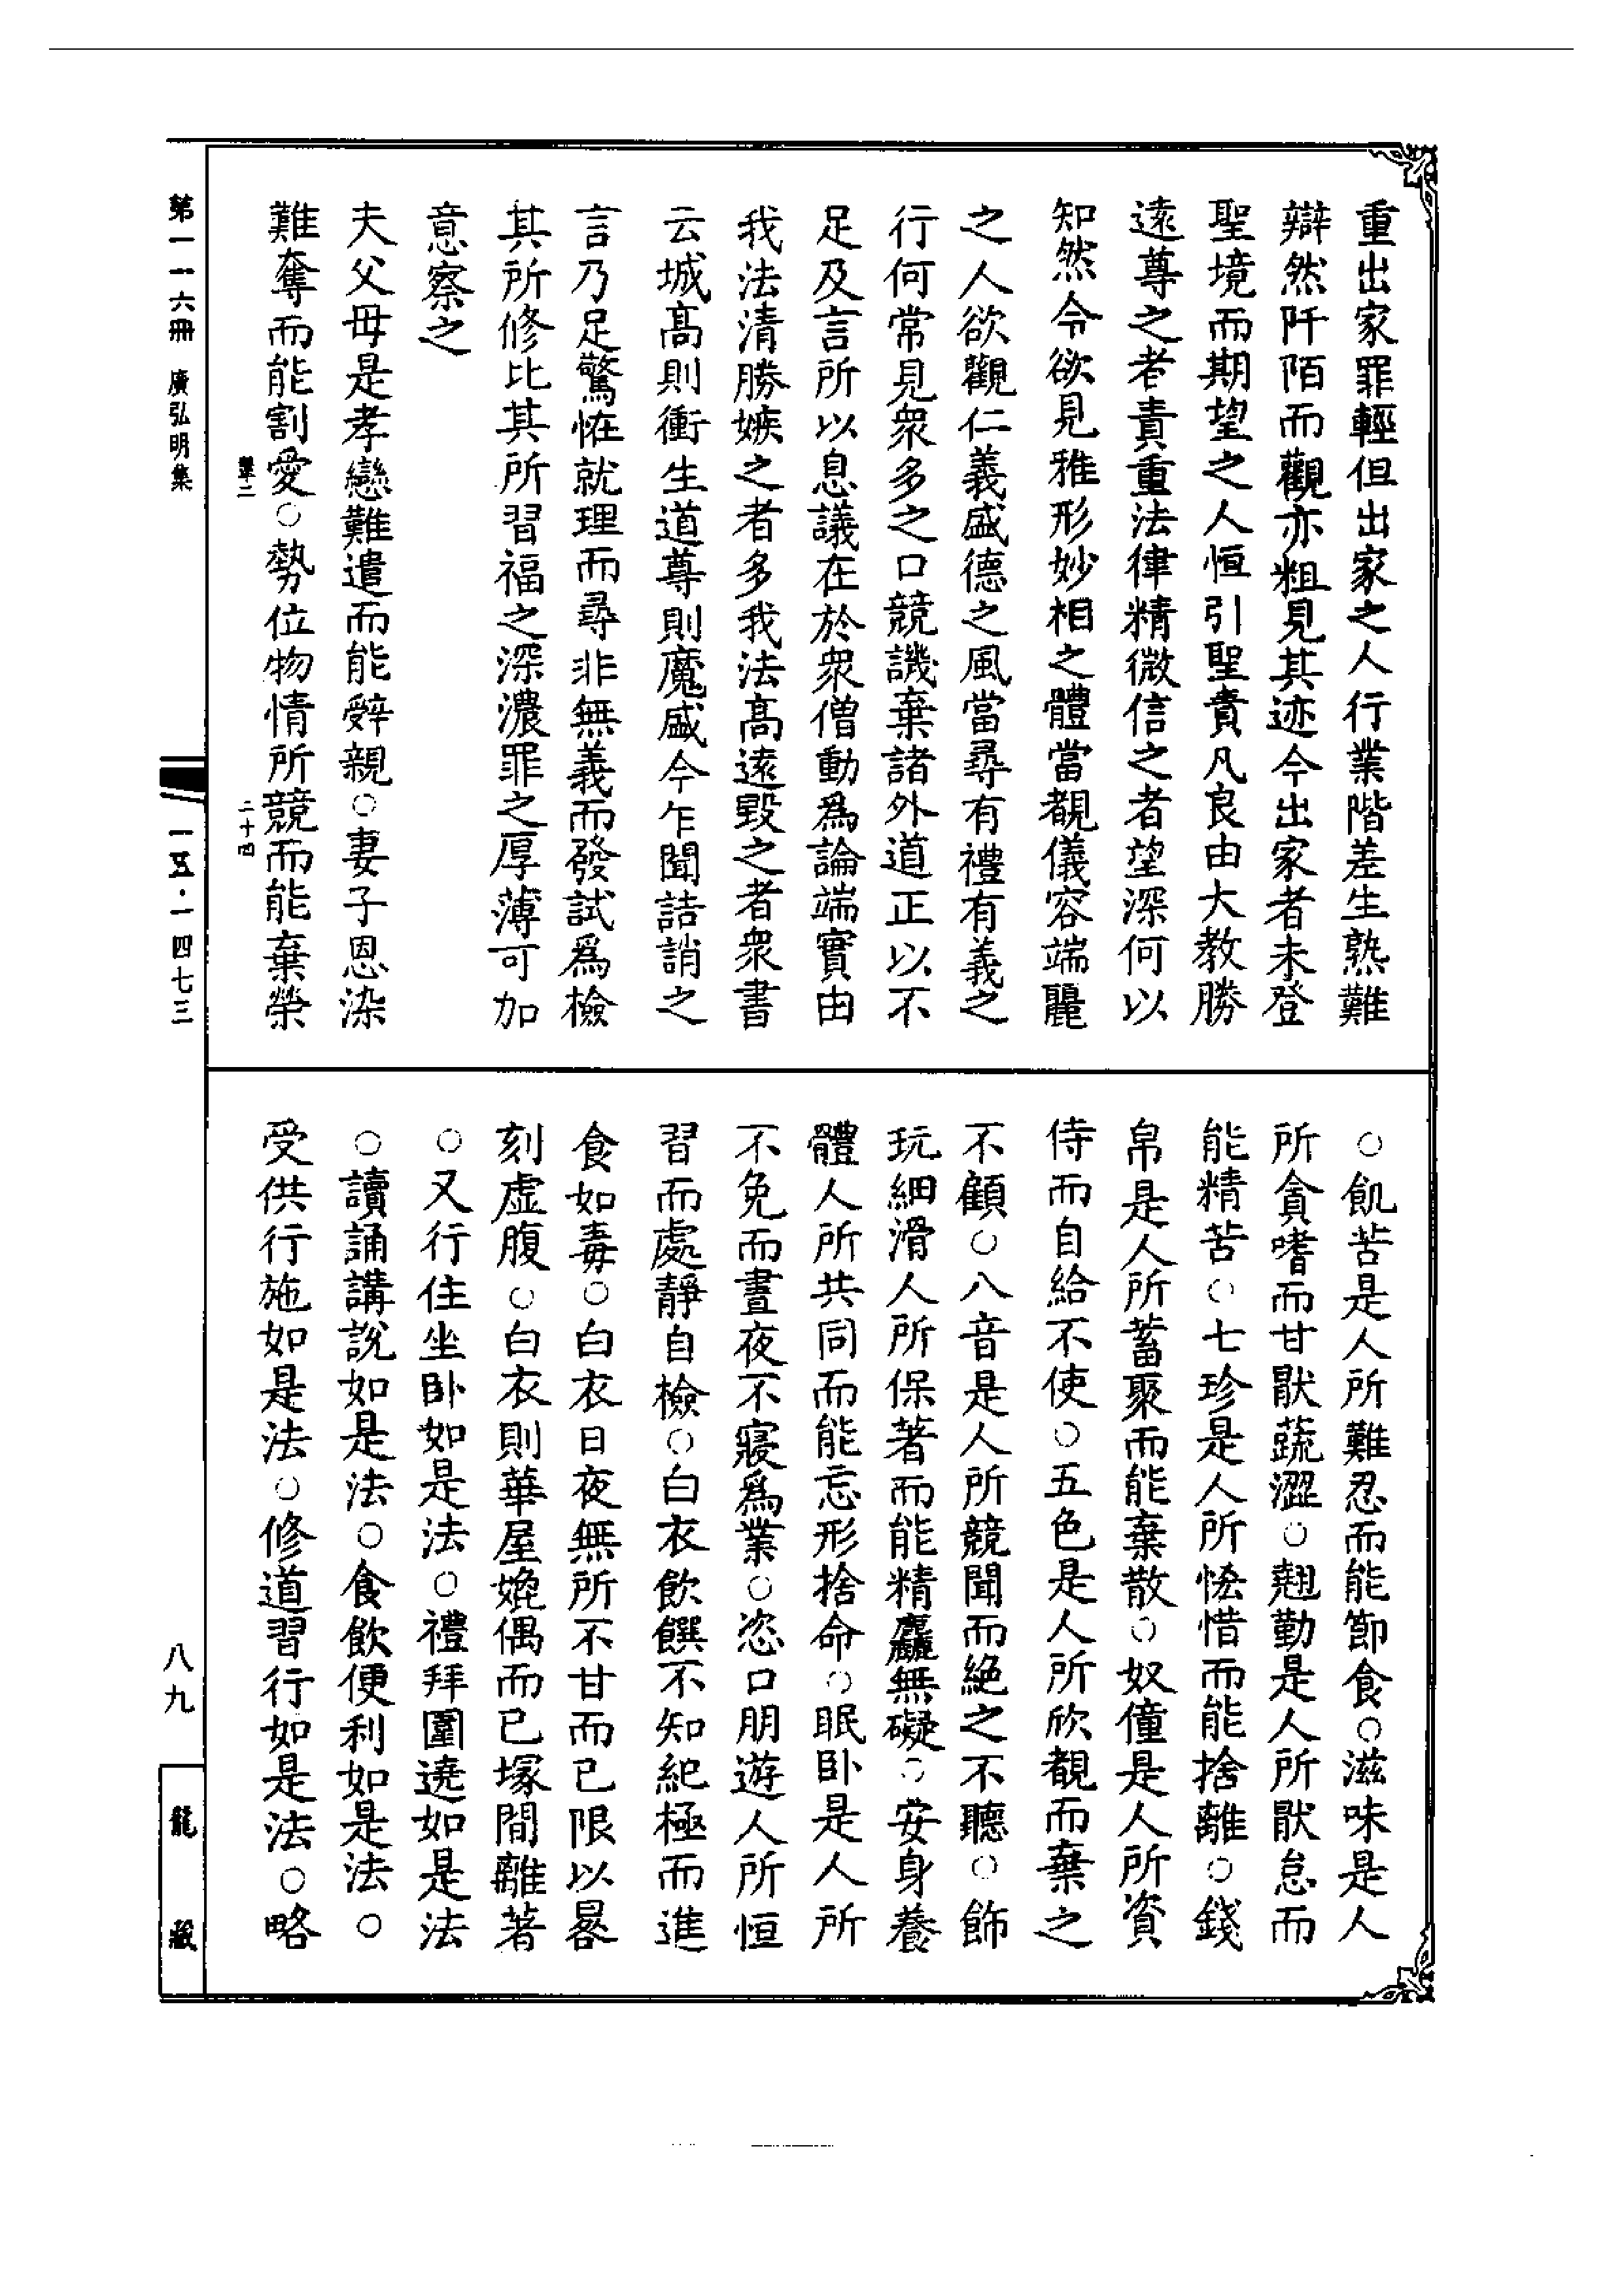 重出家罪輕但出家之人行業階差生熟難
辯然阡陌而觀亦粗見其迹今出家者未登
聖境而期望之人恒引聖責凡良由大教勝
遠尊之者責重法律精微信之者望深何以
知然令欲見雅形妙相之體當覩儀容端麗
之人欲觀仁義盛德之風當尋有禮有義之
行何常見衆多之口競譏棄諸外道正以不
足及言所以息議在於衆僧動爲論端實由
我法清勝嫉之者多我法高遠毀之者衆書
云城高則衝生道尊則魔盛今乍聞詰誚之
言乃足驚恠就理而尋非無義而發試爲檢
其所修比其所習福之深濃罪之厚薄可加
意察之
夫父母是孝戀難遣而能辤親○妻子恩染
難奪而能割愛○勢位物情所競而能棄榮
○飢苦是人所難忍而能節食○滋味是人
所貪嗜而甘猒蔬澀○翹勤是人所猒怠而
能精苦○七珍是人所恡惜而能捨離○錢
帛是人所蓄聚而能棄散○奴僮是人所資
侍而自給不使○五色是人所欣覩而棄之
不顧○八音是人所競聞而絕之不聽○飾
玩細滑人所保著而能精麤無礙○安身養
體人所共同而能忘形捨命○眠卧是人所
不免而晝夜不寢爲業○恣口朋遊人所恒
習而處靜自檢○白衣飲饌不知紀極而進
食如毒○白衣日夜無所不甘而已限以晷
刻虛腹○白衣則華屋娩偶而已塚間離著
○又行住坐卧如是法○禮拜圍遶如是法
○讀誦講說如是法○食飲便利如是法○
受供行施如是法○修道習行如是法○略
第一一六冊 廣弘明集
二十四
一五·一四七三
八九
龍藏